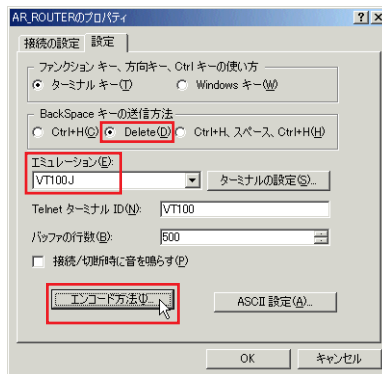 AR_ROUTERのプロパティ
接続の設定 設定
ファンクション キー、方向キー、Ctrl キーの使い方
ターミナル キー(T) Windows キー(W)
BackSpace キーの送信方法
Ctrl+H(C) Delete(D) Ctrl+H、スペース、Ctrl+H(H)
エミュレーション(E):
VT100J ターミナルの設定(S)...
Telnet ターミナル ID(N): VT100
バッファの行数(B): 500
接続/切断時に音を鳴らす(P)
エンコード方法(I)... ASCII 設定(A)...
OK キャンセル